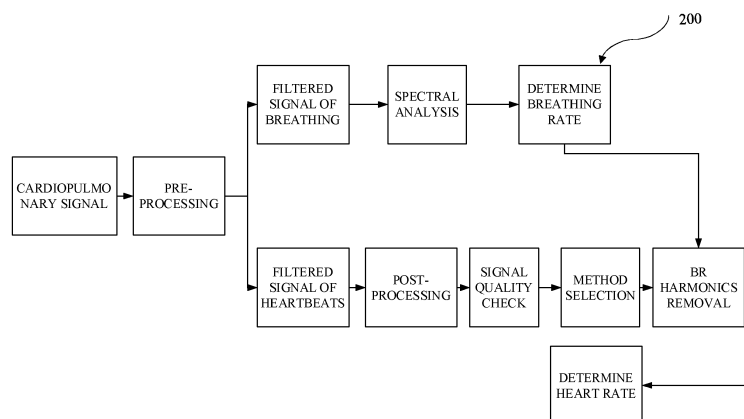 200
FILTERED
SIGNAL OF
BREATHING
SPECTRAL
ANALYSIS
DETERMINE
BREATHING
RATE
CARDIOPULMO
NARY SIGNAL
PRE-
PROCESSING
FILTERED
SIGNAL OF
HEARTBEATS
POST-
PROCESSING
SIGNAL
QUALITY
CHECK
METHOD
SELECTION
BR
HARMONICS
REMOVAL
DETERMINE
HEART RATE